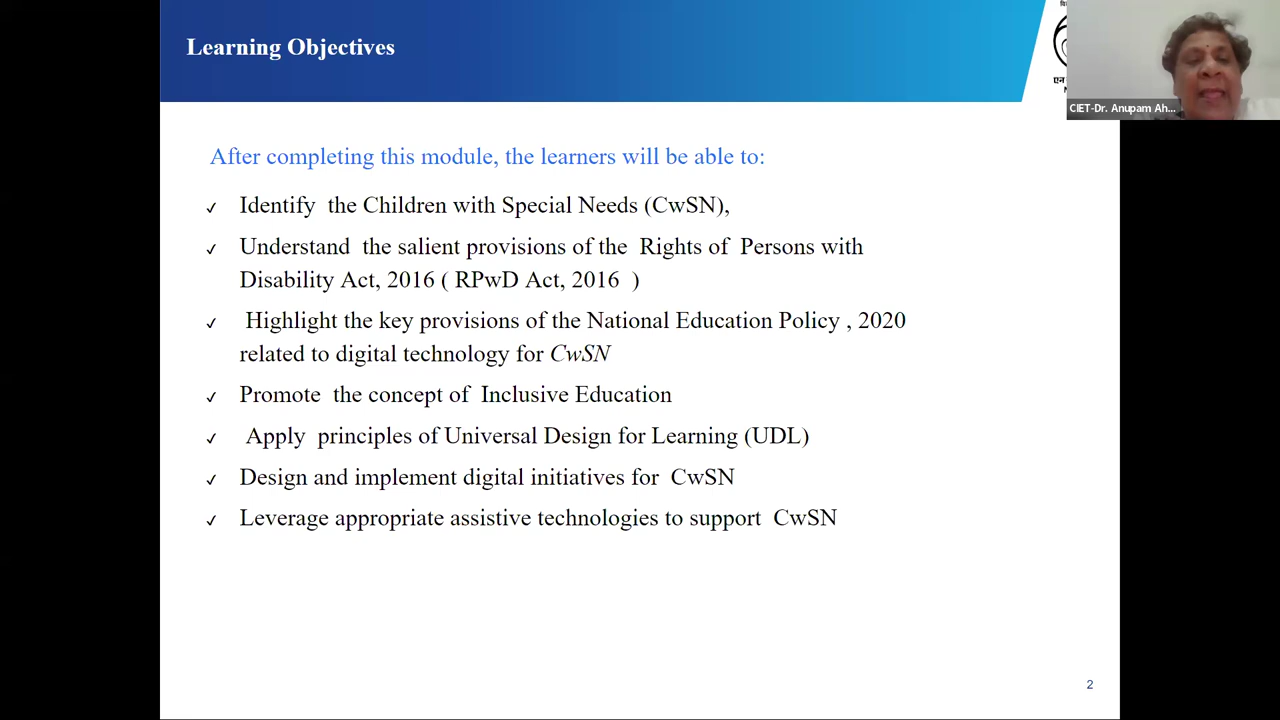 Learning Objectives
CIET-Dr. Anupam Ah...
After completing this module, the learners will be able to:
✓ Identify the Children with Special Needs (CwSN),
✓ Understand the salient provisions of the Rights of Persons with
Disability Act, 2016 ( RPwD Act, 2016 )
✓ Highlight the key provisions of the National Education Policy , 2020
related to digital technology for CwSN
✓ Promote the concept of Inclusive Education
✓ Apply principles of Universal Design for Learning (UDL)
✓ Design and implement digital initiatives for CwSN
✓ Leverage appropriate assistive technologies to support CwSN
2